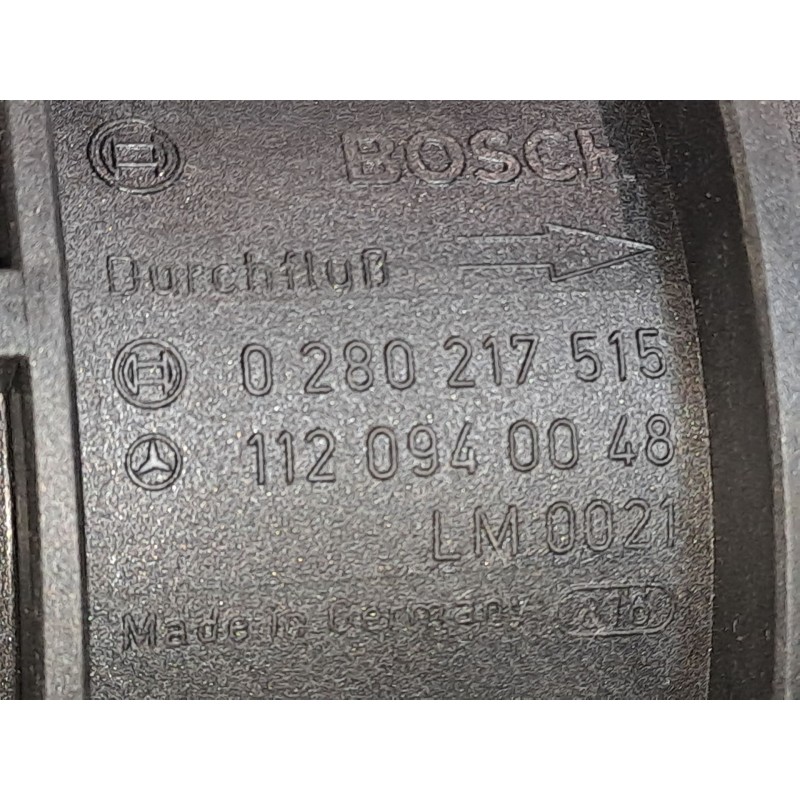 BOSCH
Durchfluß
0 280 217 515
112 094 00 48
LM 0021
Made in Germany